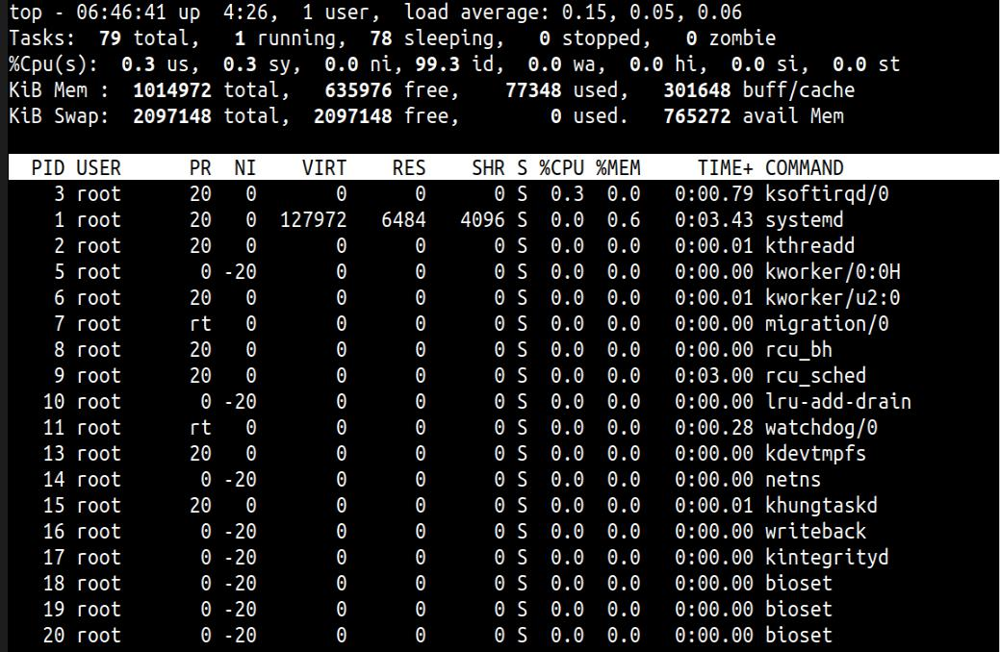 top - 06:46:41 up  4:26,  1 user,  load average: 0.15, 0.05, 0.06
Tasks:  79 total,   1 running,  78 sleeping,   0 stopped,   0 zombie
%Cpu(s):  0.3 us,  0.3 sy,  0.0 ni, 99.3 id,  0.0 wa,  0.0 hi,  0.0 si,  0.0 st
KiB Mem :  1014972 total,   635976 free,    77348 used,   301648 buff/cache
KiB Swap:  2097148 total,  2097148 free,        0 used.   765272 avail Mem
  PID USER      PR  NI    VIRT    RES    SHR S %CPU %MEM     TIME+ COMMAND
    3 root      20   0       0      0      0 S  0.3  0.0   0:00.79 ksoftirqd/0
    1 root      20   0  127972   6484   4096 S  0.0  0.6   0:03.43 systemd
    2 root      20   0       0      0      0 S  0.0  0.0   0:00.01 kthreadd
    5 root       0 -20       0      0      0 S  0.0  0.0   0:00.00 kworker/0:0H
    6 root      20   0       0      0      0 S  0.0  0.0   0:00.01 kworker/u2:0
    7 root      rt   0       0      0      0 S  0.0  0.0   0:00.00 migration/0
    8 root      20   0       0      0      0 S  0.0  0.0   0:00.00 rcu_bh
    9 root      20   0       0      0      0 S  0.0  0.0   0:03.00 rcu_sched
   10 root       0 -20       0      0      0 S  0.0  0.0   0:00.00 lru-add-drain
   11 root      rt   0       0      0      0 S  0.0  0.0   0:00.28 watchdog/0
   13 root      20   0       0      0      0 S  0.0  0.0   0:00.00 kdevtmpfs
   14 root       0 -20       0      0      0 S  0.0  0.0   0:00.00 netns
   15 root      20   0       0      0      0 S  0.0  0.0   0:00.01 khungtaskd
   16 root       0 -20       0      0      0 S  0.0  0.0   0:00.00 writeback
   17 root       0 -20       0      0      0 S  0.0  0.0   0:00.00 kintegrityd
   18 root       0 -20       0      0      0 S  0.0  0.0   0:00.00 bioset
   19 root       0 -20       0      0      0 S  0.0  0.0   0:00.00 bioset
   20 root       0 -20       0      0      0 S  0.0  0.0   0:00.00 bioset